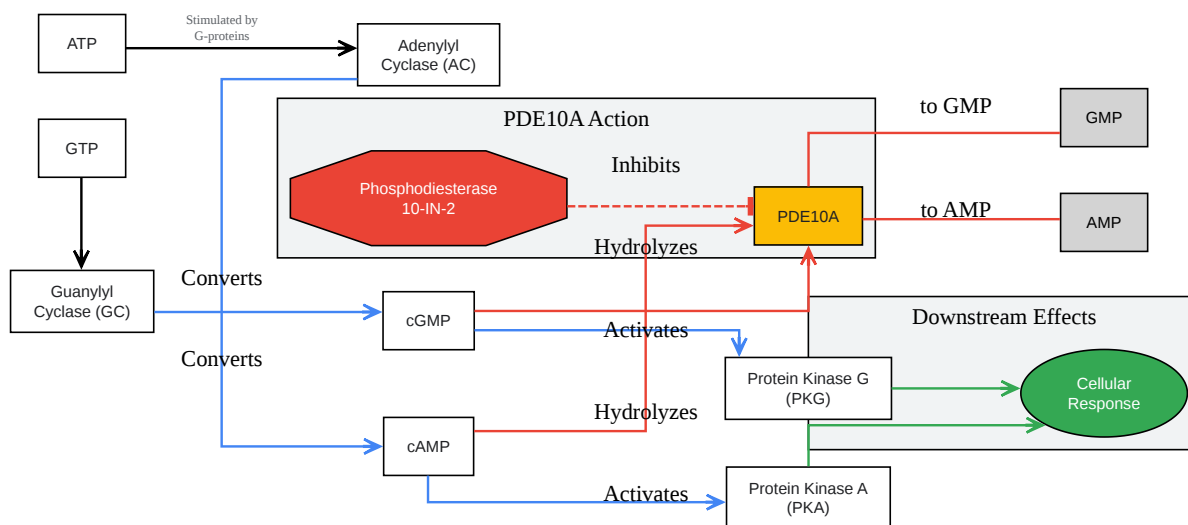 ATP
Stimulated by
G-proteins
Adenylyl
Cyclase (AC)
GTP
PDE10A Action
to GMP
GMP
Inhibits
Phosphodiesterase
10-IN-2
PDE10A
to AMP
AMP
Hydrolyzes
Converts
Guanylyl
Cyclase (GC)
cGMP
Activates
Downstream Effects
Converts
Protein Kinase G
(PKG)
Cellular
Response
Hydrolyzes
cAMP
Activates
Protein Kinase A
(PKA)